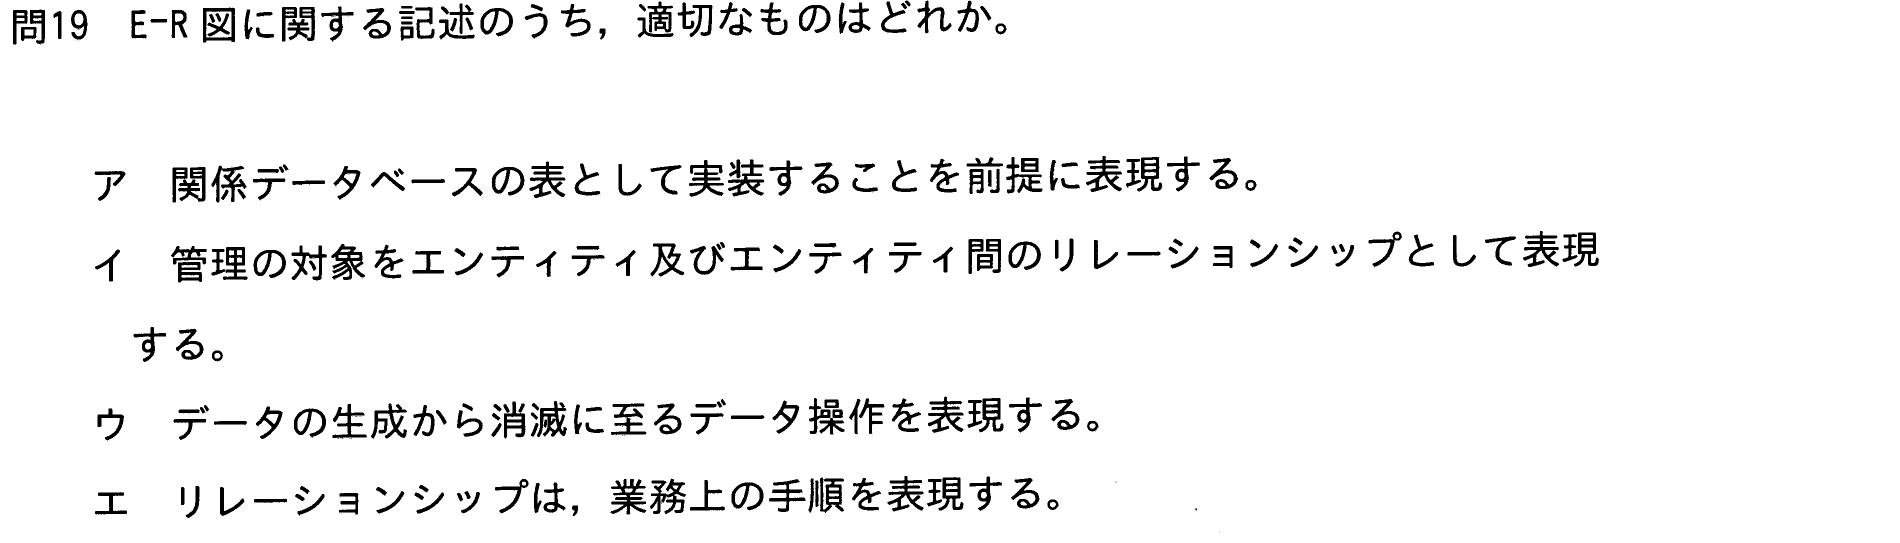 問19 E-R 図に関する記述のうち，適切なものはどれか。
ア 関係データベースの表として実装することを前提に表現する。
イ 管理の対象をエンティティ及びエンティティ間のリレーションシップとして表現
する。
ウ データの生成から消滅に至るデータ操作を表現する。
エ リレーションシップは，業務上の手順を表現する。